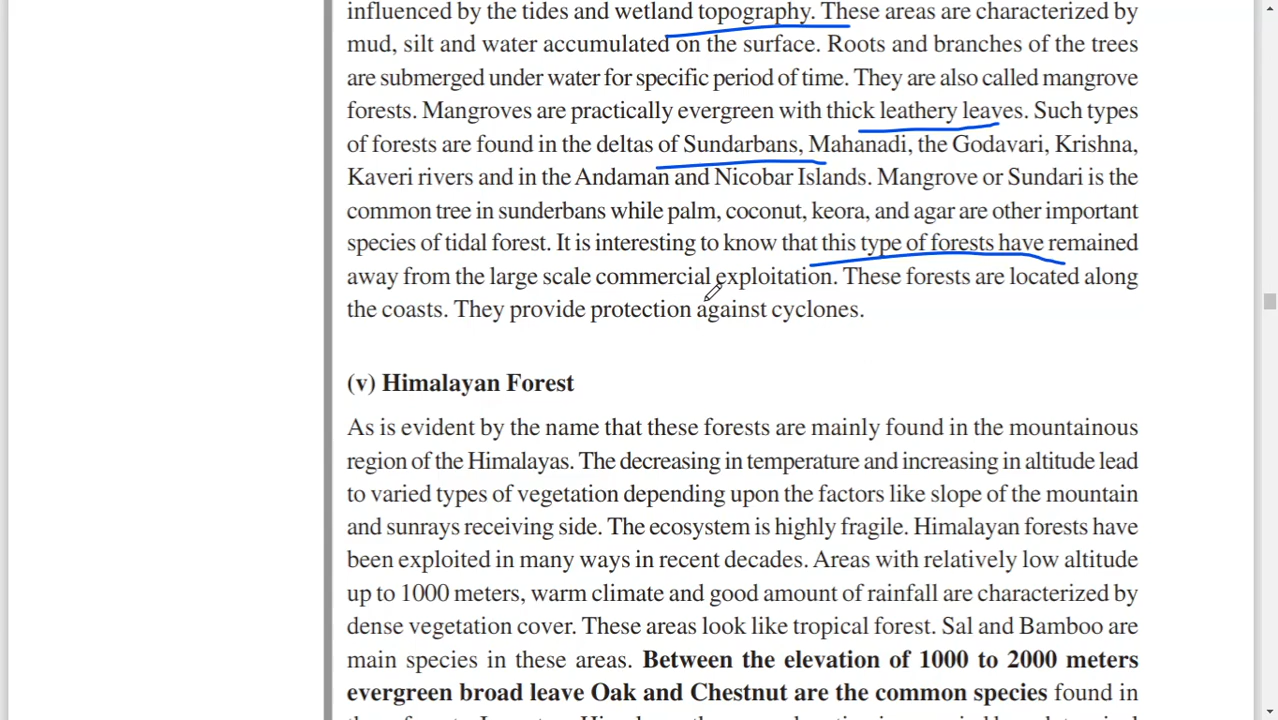 influenced by the tides and wetland topography. These areas are characterized by
mud, silt and water accumulated on the surface. Roots and branches of the trees
are submerged under water for specific period of time. They are also called mangrove
forests. Mangroves are practically evergreen with thick leathery leaves. Such types
of forests are found in the deltas of Sundarbans, Mahanadi, the Godavari, Krishna,
Kaveri rivers and in the Andaman and Nicobar Islands. Mangrove or Sundari is the
common tree in sunderbans while palm, coconut, keora, and agar are other important
species of tidal forest. It is interesting to know that this type of forests have remained
away from the large scale commercial exploitation. These forests are located along
the coasts. They provide protection against cyclones.
(v) Himalayan Forest
As is evident by the name that these forests are mainly found in the mountainous
region of the Himalayas. The decreasing in temperature and increasing in altitude lead
to varied types of vegetation depending upon the factors like slope of the mountain
and sunrays receiving side. The ecosystem is highly fragile. Himalayan forests have
been exploited in many ways in recent decades. Areas with relatively low altitude
up to 1000 meters, warm climate and good amount of rainfall are characterized by
dense vegetation cover. These areas look like tropical forest. Sal and Bamboo are
main species in these areas. Between the elevation of 1000 to 2000 meters
evergreen broad leave Oak and Chestnut are the common species found in